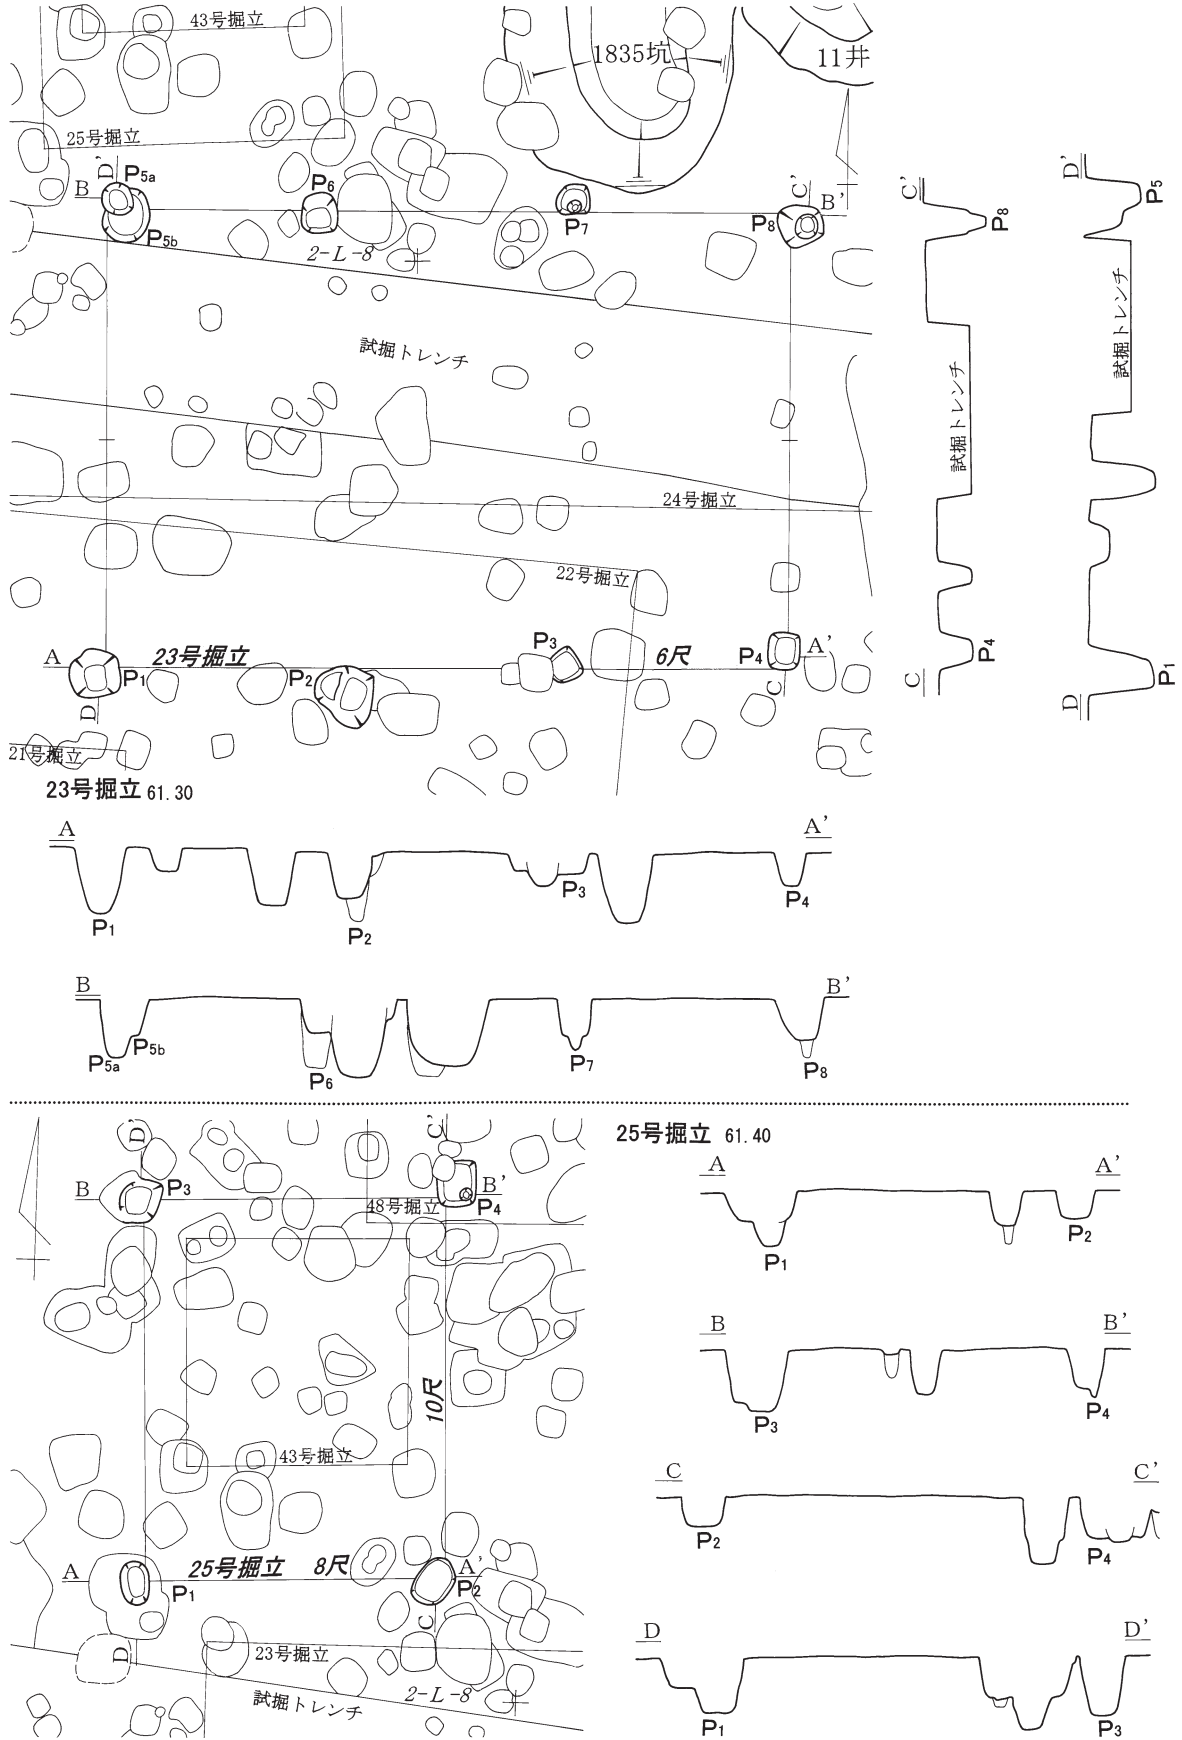 43号掘立
1835坑
11井
25号掘立
D'
P5a
B
P5b
P6
P7
C'
B'
P8
2-L-8
試掘トレンチ
24号掘立
22号掘立
A
23号掘立
P1
P2
P3
6尺
P4
A'
D
C
21号掘立
C'
P8
試掘トレンチ
P4
C
D'
P5
試掘トレンチ
P1
D
23号掘立 61.30
A
A'
P1
P2
P3
P4
B
B'
P5a
P5b
P6
P7
P8
D'
C'
B
P3
B'
48号掘立
P4
10尺
43号掘立
A
25号掘立
8尺
A'
P1
P2
C
D
23号掘立
2-L-8
試掘トレンチ
25号掘立 61.40
A
A'
P1
P2
B
B'
P3
P4
C
C'
P2
P4
D
D'
P1
P3